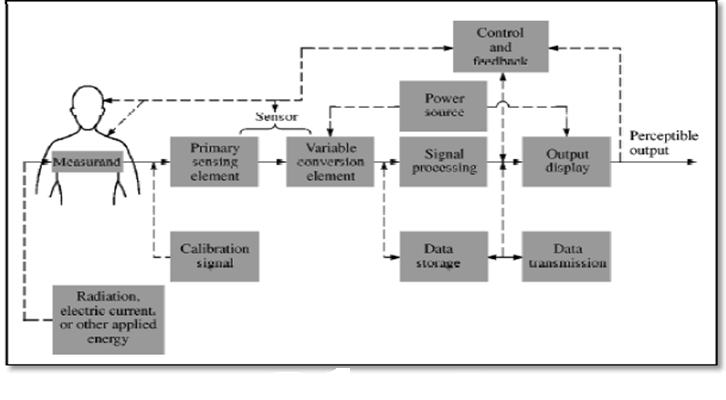 Control
and
feedback
Power
source
Sensor
Perceptible
output
Measurand
Primary
sensing
element
Variable
conversion
element
Signal
processing
Output
display
Calibration
signal
Data
storage
Data
transmission
Radiation,
electric current,
or other applied
energy